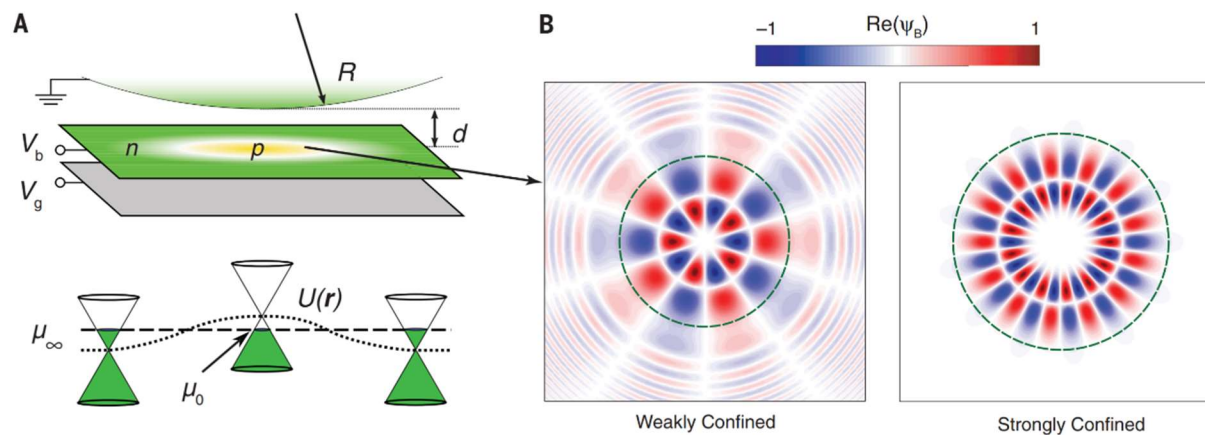 A
R
d
V_b
n
p
V_g
U(r)
μ_∞
μ_0
B
Re(ψ_B)
−1
1
Weakly Confined
Strongly Confined